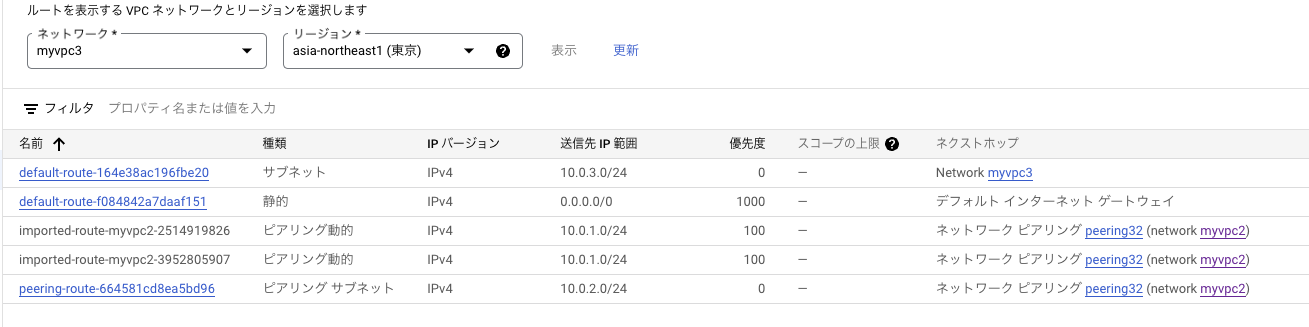 ルートを表示する VPC ネットワークとリージョンを選択します
ネットワーク * リージョン *
myvpc3 asia-northeast1 (東京) ? 表示 更新
フィルタ プロパティ名または値を入力
名前 種類 IP バージョン 送信先 IP 範囲 優先度 スコープの上限 ? ネクストホップ
default-route-164e38ac196fbe20 サブネット IPv4 10.0.3.0/24 0 — Network myvpc3
default-route-f084842a7daaf151 静的 IPv4 0.0.0.0/0 1000 — デフォルト インターネット ゲートウェイ
imported-route-myvpc2-2514919826 ピアリング動的 IPv4 10.0.1.0/24 100 — ネットワーク ピアリング peering32 (network myvpc2)
imported-route-myvpc2-3952805907 ピアリング動的 IPv4 10.0.1.0/24 100 — ネットワーク ピアリング peering32 (network myvpc2)
peering-route-664581cd8ea5bd96 ピアリング サブネット IPv4 10.0.2.0/24 0 — ネットワーク ピアリング peering32 (network myvpc2)